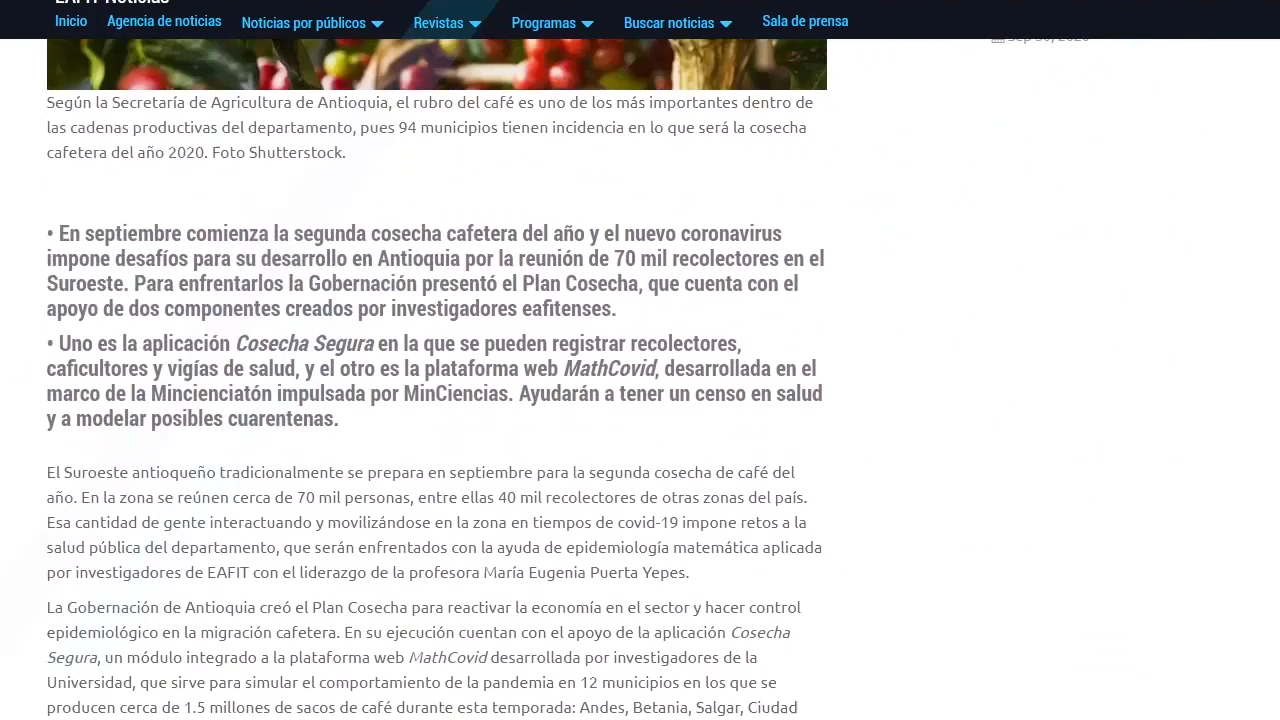 EAFIT Noticias
Inicio Agencia de noticias Noticias por públicos Revistas Programas Buscar noticias Sala de prensa
Sep 30, 2020
Según la Secretaría de Agricultura de Antioquia, el rubro del café es uno de los más importantes dentro de
las cadenas productivas del departamento, pues 94 municipios tienen incidencia en lo que será la cosecha
cafetera del año 2020. Foto Shutterstock.
• En septiembre comienza la segunda cosecha cafetera del año y el nuevo coronavirus
impone desafíos para su desarrollo en Antioquia por la reunión de 70 mil recolectores en el
Suroeste. Para enfrentarlos la Gobernación presentó el Plan Cosecha, que cuenta con el
apoyo de dos componentes creados por investigadores eafitenses.
• Uno es la aplicación Cosecha Segura en la que se pueden registrar recolectores,
caficultores y vigías de salud, y el otro es la plataforma web MathCovid, desarrollada en el
marco de la Mincienciatón impulsada por MinCiencias. Ayudarán a tener un censo en salud
y a modelar posibles cuarentenas.
El Suroeste antioqueño tradicionalmente se prepara en septiembre para la segunda cosecha de café del
año. En la zona se reúnen cerca de 70 mil personas, entre ellas 40 mil recolectores de otras zonas del país.
Esa cantidad de gente interactuando y movilizándose en la zona en tiempos de covid-19 impone retos a la
salud pública del departamento, que serán enfrentados con la ayuda de epidemiología matemática aplicada
por investigadores de EAFIT con el liderazgo de la profesora María Eugenia Puerta Yepes.
La Gobernación de Antioquia creó el Plan Cosecha para reactivar la economía en el sector y hacer control
epidemiológico en la migración cafetera. En su ejecución cuentan con el apoyo de la aplicación Cosecha
Segura, un módulo integrado a la plataforma web MathCovid desarrollada por investigadores de la
Universidad, que sirve para simular el comportamiento de la pandemia en 12 municipios en los que se
producen cerca de 1.5 millones de sacos de café durante esta temporada: Andes, Betania, Salgar, Ciudad